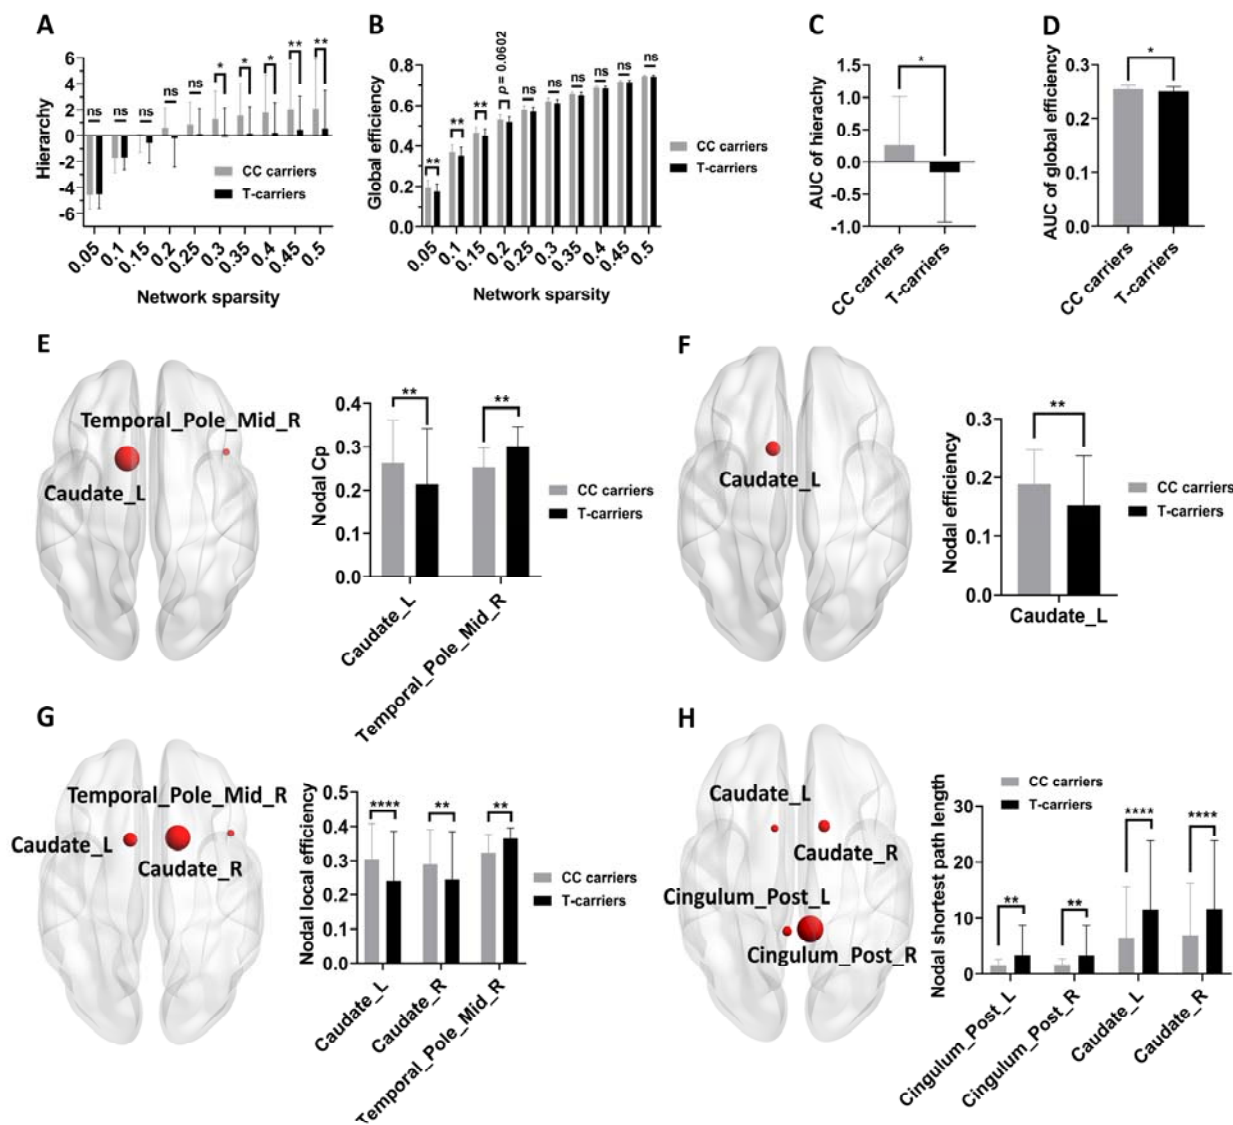 A
Hierarchy
6
4
2
0
-2
-4
-6
ns
ns
ns
ns
ns
*
*
*
**
**
CC carriers
T-carriers
0.05
0.1
0.15
0.2
0.25
0.3
0.35
0.4
0.45
0.5
Network sparsity
B
Global efficiency
0.8
0.6
0.4
0.2
0.0
**
**
**
p = 0.0602
ns
ns
ns
ns
ns
ns
CC carriers
T-carriers
0.05
0.1
0.15
0.2
0.25
0.3
0.35
0.4
0.45
0.5
Network sparsity
C
AUC of hierachy
1.5
1.0
0.5
0.0
-0.5
-1.0
*
CC carriers
T-carriers
D
AUC of global efficiency
0.3
0.2
0.1
0.0
*
CC carriers
T-carriers
E
Temporal_Pole_Mid_R
Caudate_L
Nodal Cp
0.4
0.3
0.2
0.1
0.0
**
**
CC carriers
T-carriers
Caudate_L
Temporal_Pole_Mid_R
F
Caudate_L
Nodal efficiency
0.3
0.2
0.1
0.0
**
CC carriers
T-carriers
Caudate_L
G
Temporal_Pole_Mid_R
Caudate_L
Caudate_R
Nodal local efficiency
0.5
0.4
0.3
0.2
0.1
0.0
****
**
**
CC carriers
T-carriers
Caudate_L
Caudate_R
Temporal_Pole_Mid_R
H
Caudate_L
Caudate_R
Cingulum_Post_L
Cingulum_Post_R
Nodal shortest path length
CC carriers
T-carriers
30
20
10
0
**
**
****
****
Cingulum_Post_L
Cingulum_Post_R
Caudate_L
Caudate_R